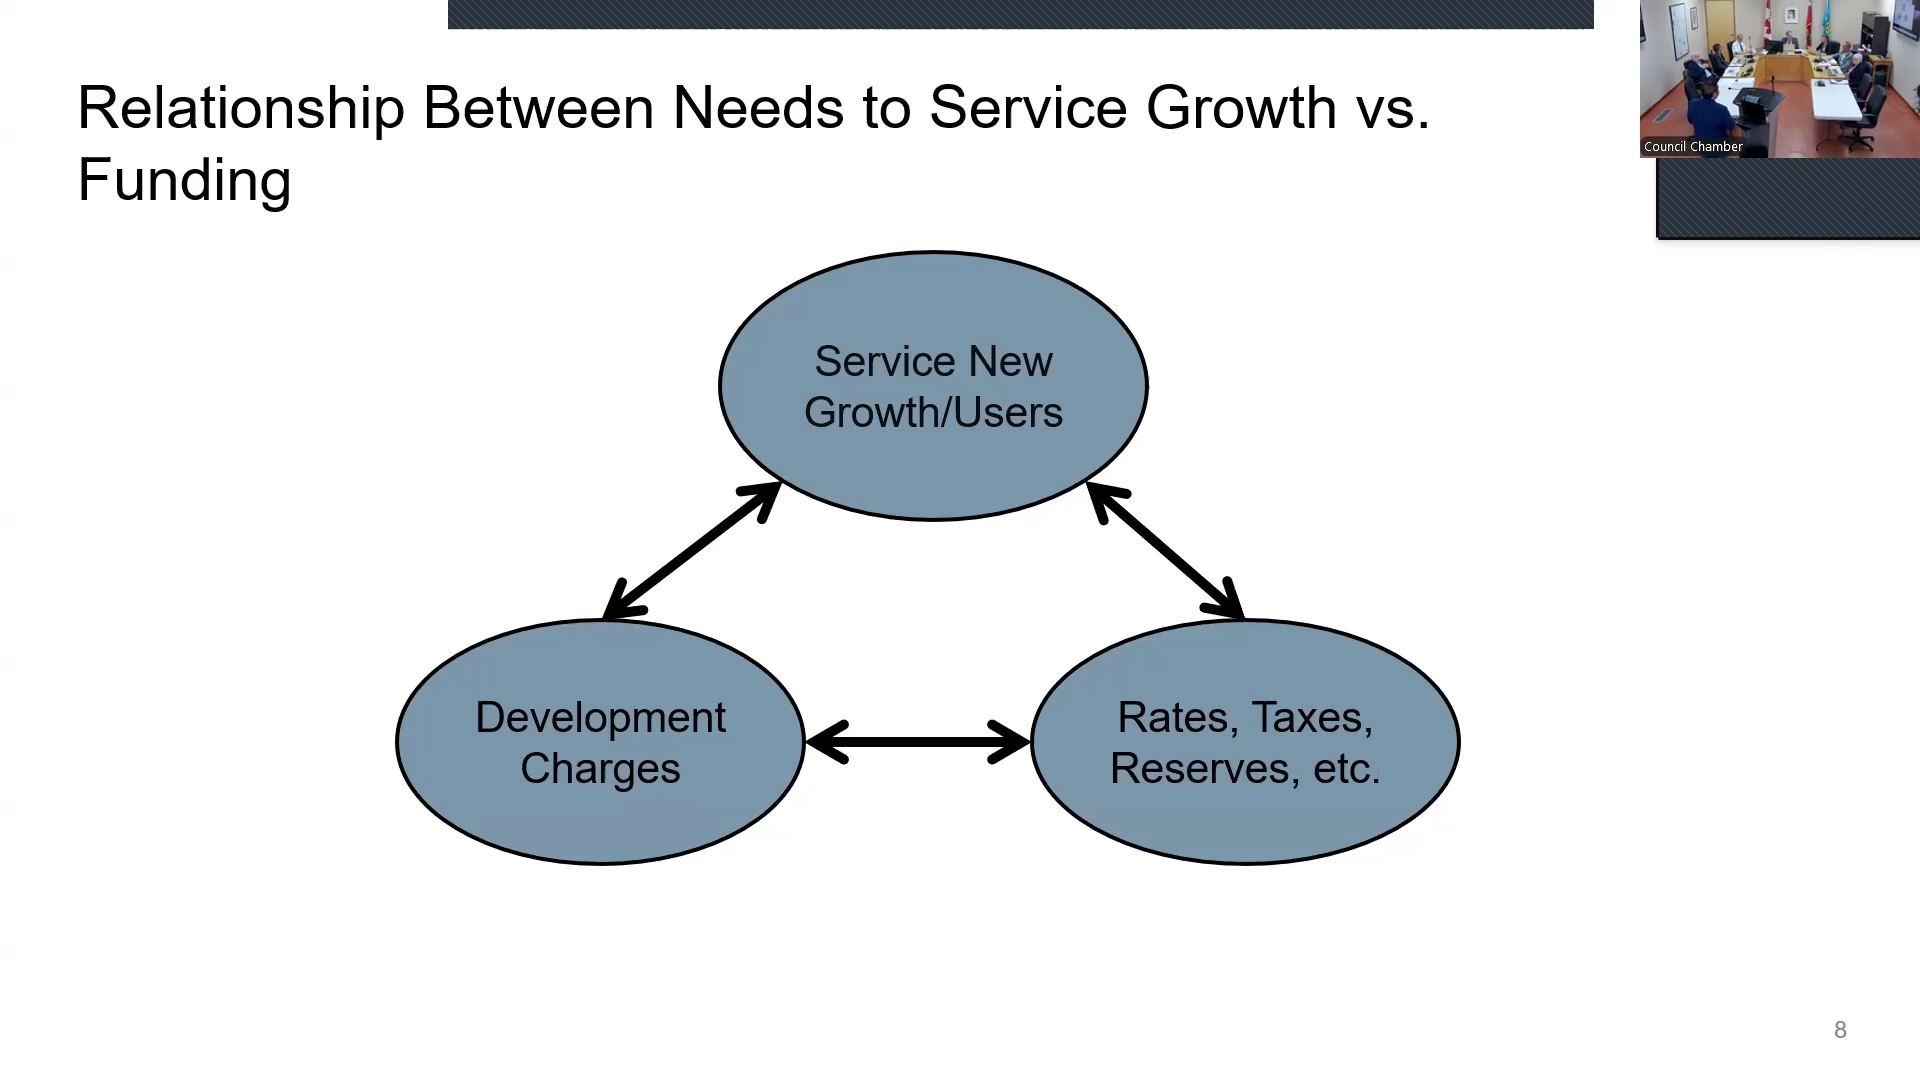 Relationship Between Needs to Service Growth vs.
Funding
Council Chamber
Service New
Growth/Users
Development
Charges
Rates, Taxes,
Reserves, etc.
8